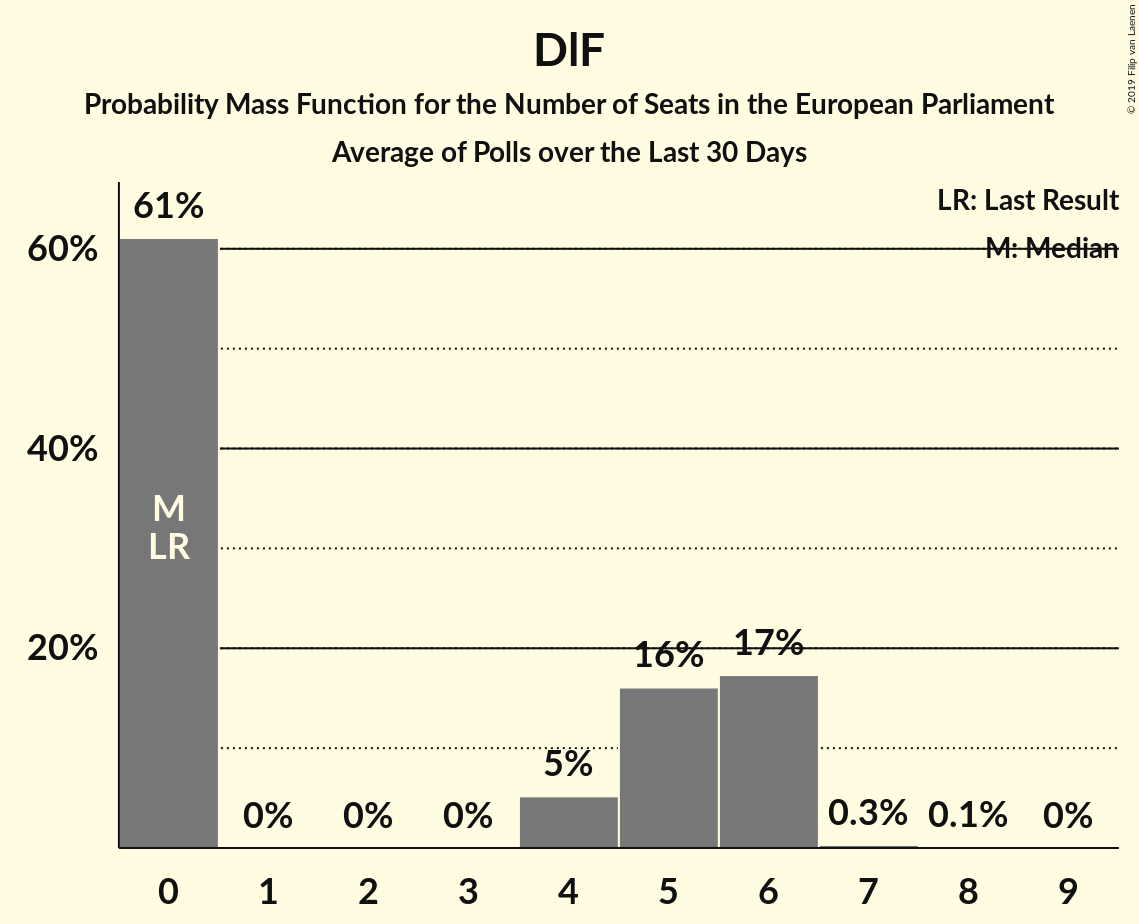 DIF
Probability Mass Function for the Number of Seats in the European Parliament
Average of Polls over the Last 30 Days
© 2019 Filip van Laenen
LR: Last Result
M: Median
61%
60%
40%
20%
M
LR
0%
0%
0%
5%
16%
17%
0.3%
0.1%
0%
0 1 2 3 4 5 6 7 8 9